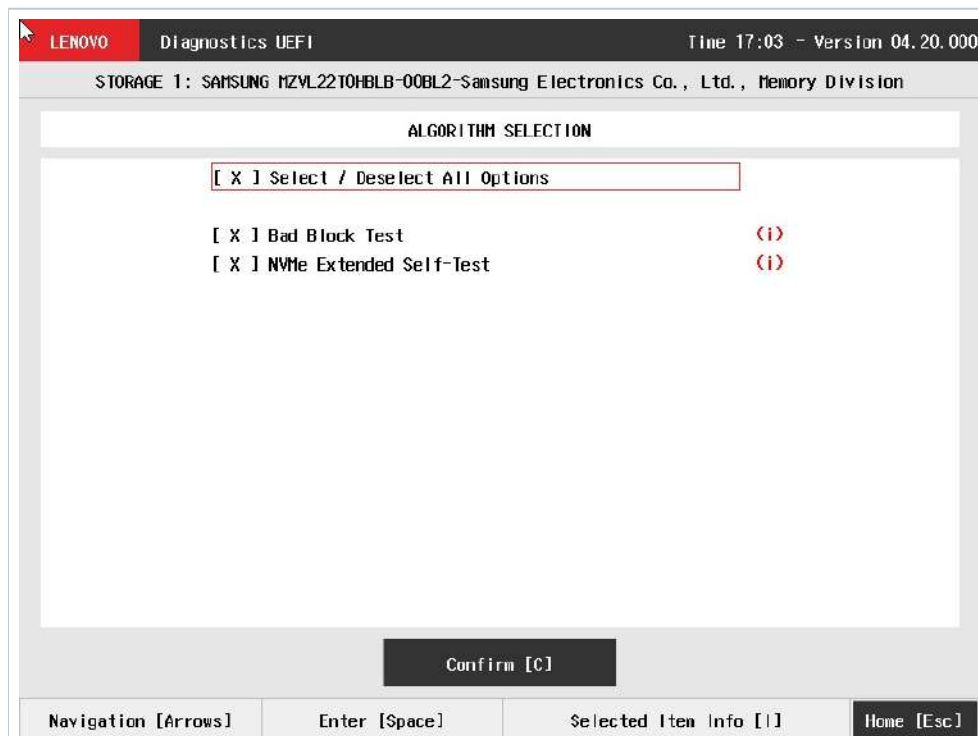 LENOVO Diagnostics UEFI Time 17:03 - Version 04.20.000
STORAGE 1: SAMSUNG MZVL22T0HBLB-00BL2-Samsung Electronics Co., Ltd., Memory Division
ALGORITHM SELECTION
[ X ] Select / Deselect All Options
[ X ] Bad Block Test (i)
[ X ] NVMe Extended Self-Test (i)
Confirm [C]
Navigation [Arrows] Enter [Space] Selected Item Info [I] Home [Esc]